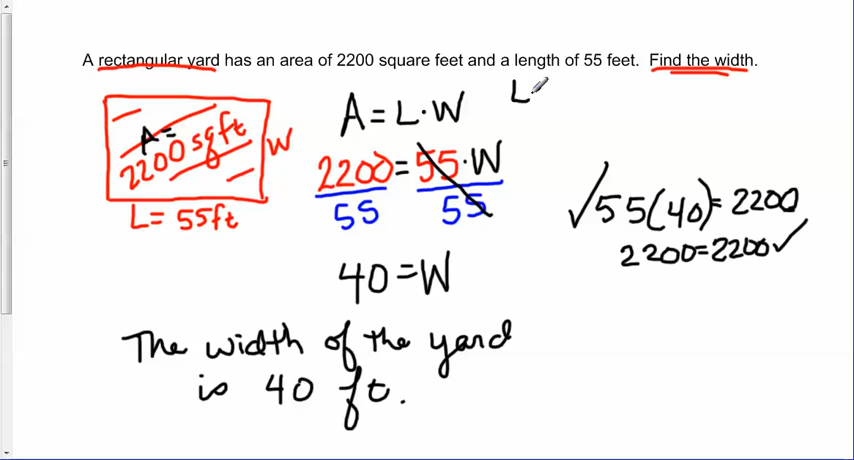 A rectangular yard has an area of 2200 square feet and a length of 55 feet. Find the width.
A=
2200 sq ft
W
L = 55 ft
A = L · W
L
2200 = 55 · W
55 55
40 = W
✓ 55(40) = 2200
2200 = 2200 ✓
The width of the yard
is 40 ft.